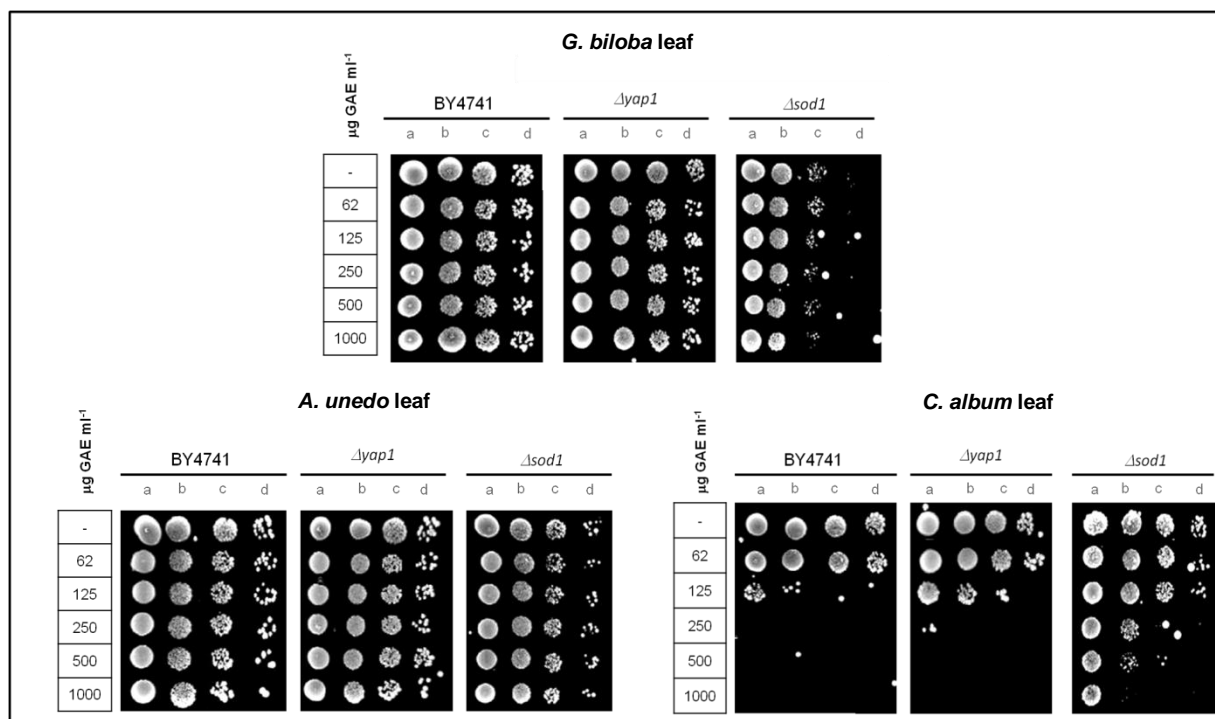 G. biloba leaf
µg GAE ml-1
BY4741 Δyap1 Δsod1
a b c d a b c d a b c d
-
62
125
250
500
1000
A. unedo leaf
µg GAE ml-1
BY4741 Δyap1 Δsod1
a b c d a b c d a b c d
-
62
125
250
500
1000
C. album leaf
µg GAE ml-1
BY4741 Δyap1 Δsod1
a b c d a b c d a b c d
-
62
125
250
500
1000